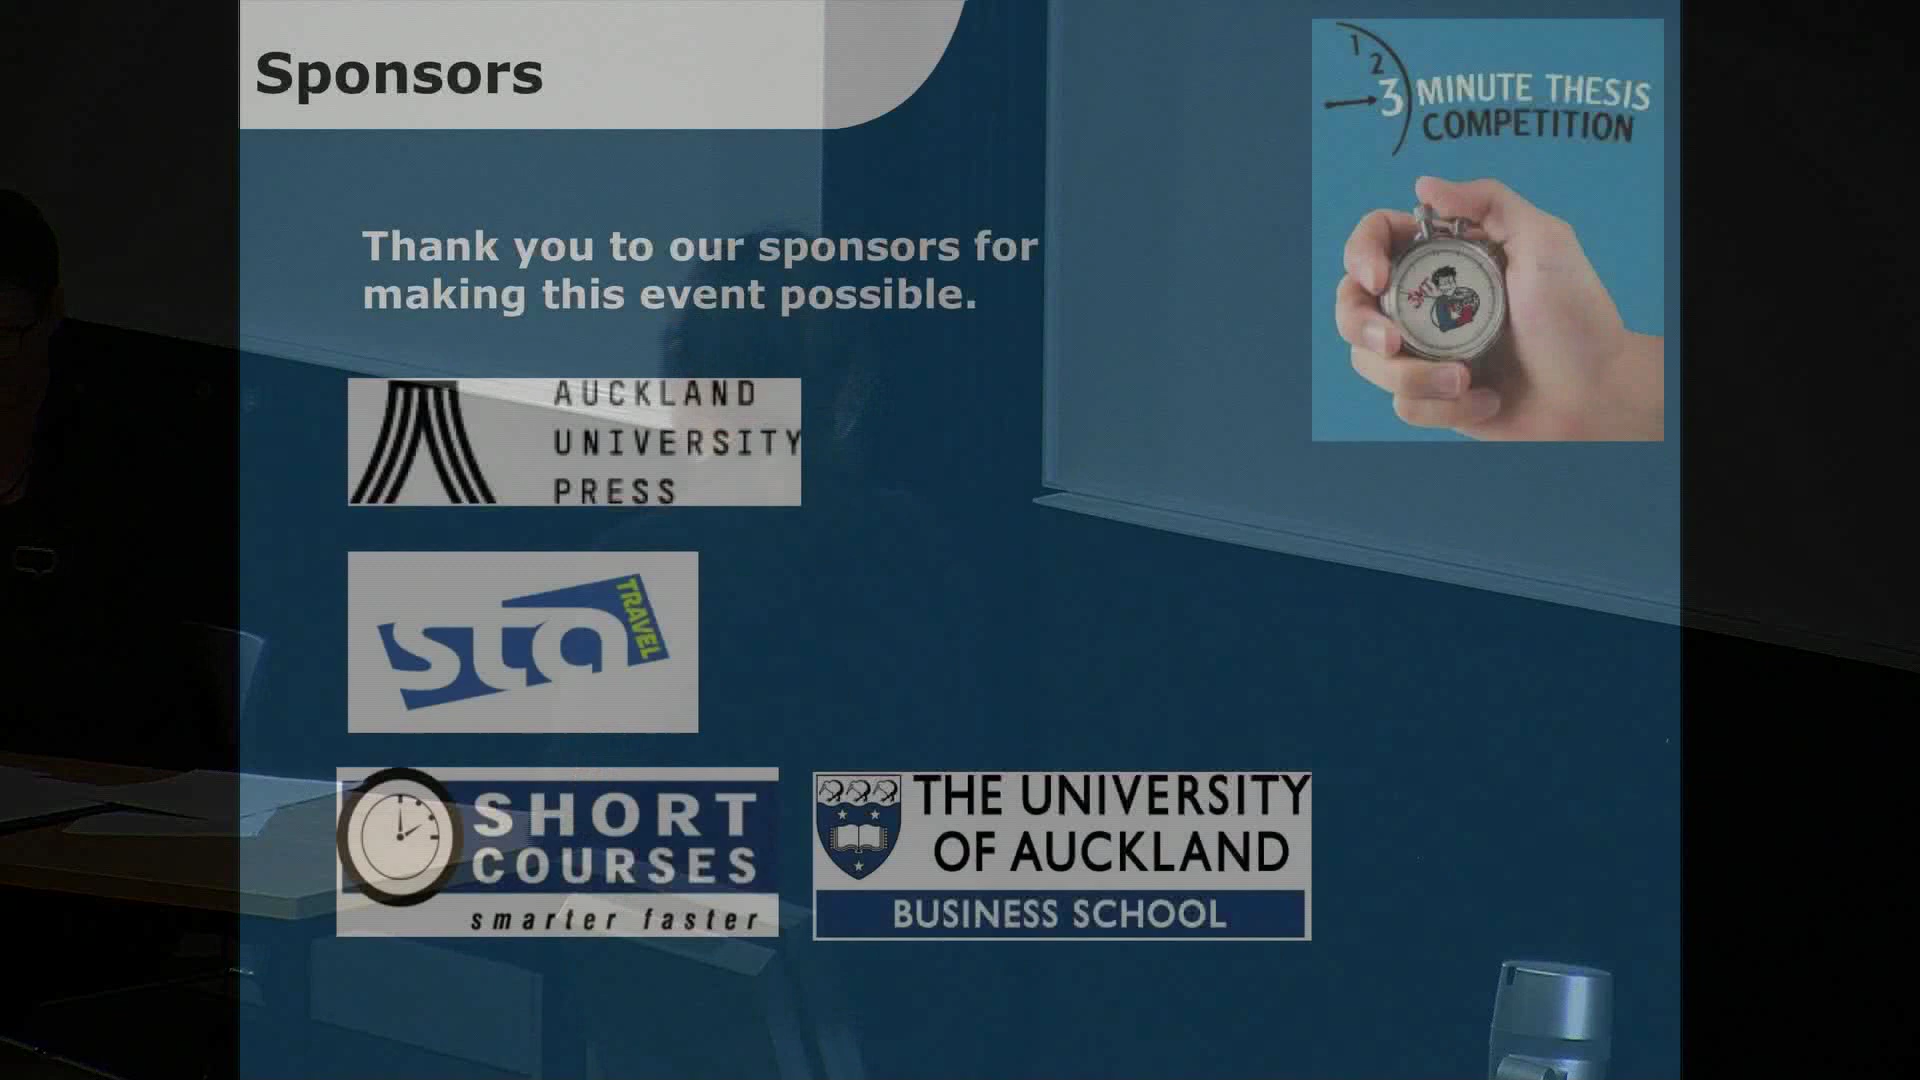 Sponsors
1
2
3 MINUTE THESIS
COMPETITION
Thank you to our sponsors for
making this event possible.
AUCKLAND
UNIVERSITY
PRESS
sta TRAVEL
SHORT
COURSES
smarter faster
THE UNIVERSITY
OF AUCKLAND
BUSINESS SCHOOL
3MT